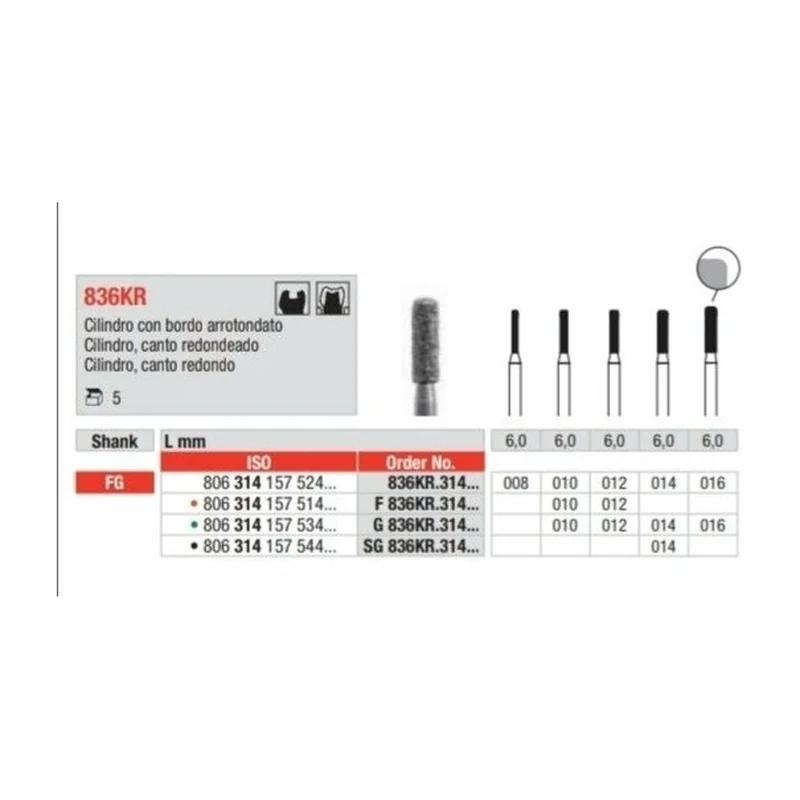 836KR
Cilindro con bordo arrotondato
Cilindro, canto redondeado
Cilindro, canto redondo
5
Shank L mm 6,0 6,0 6,0 6,0 6,0
ISO Order No.
FG 806 314 157 524... 836KR.314... 008 010 012 014 016
806 314 157 514... F 836KR.314... 010 012
806 314 157 534... G 836KR.314... 010 012 014 016
806 314 157 544... SG 836KR.314... 014